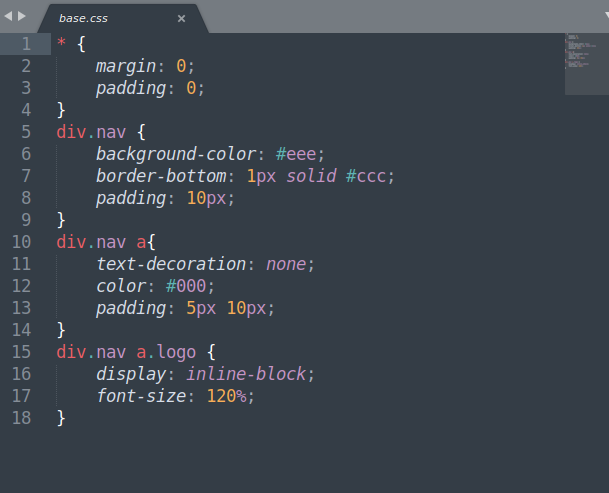 base.css ×
1 * {
2     margin: 0;
3     padding: 0;
4 }
5 div.nav {
6     background-color: #eee;
7     border-bottom: 1px solid #ccc;
8     padding: 10px;
9 }
10 div.nav a{
11     text-decoration: none;
12     color: #000;
13     padding: 5px 10px;
14 }
15 div.nav a.logo {
16     display: inline-block;
17     font-size: 120%;
18 }